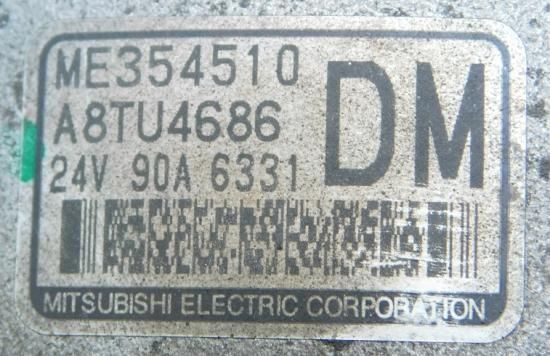 ME354510
A8TU4686
24V 90A 6331
DM
MITSUBISHI ELECTRIC CORPORATION